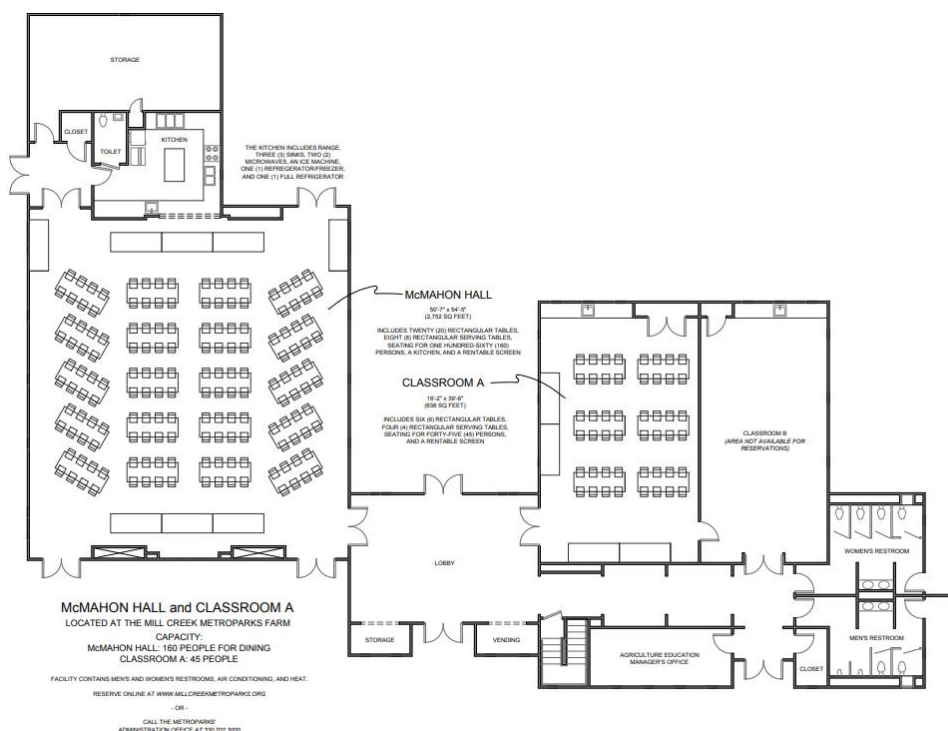 STORAGE
CLOSET
TOILET
KITCHEN
THE KITCHEN INCLUDES RANGE,
THREE (3) SINKS, TWO (2)
MICROWAVES, AN ICE MACHINE,
ONE (1) REFREGERATOR/FREEZER,
AND ONE (1) FULL REFRIGERATOR
McMAHON HALL
50'-7" x 54'-5"
(2,752 SQ FEET)
INCLUDES TWENTY (20) RECTANGULAR TABLES,
EIGHT (8) RECTANGULAR SERVING TABLES,
SEATING FOR ONE HUNDRED-SIXTY (160)
PERSONS, A KITCHEN, AND A RENTABLE SCREEN
CLASSROOM A
16'-2" x 39'-6"
(638 SQ FEET)
INCLUDES SIX (6) RECTANGULAR TABLES,
FOUR (4) RECTANGULAR SERVING TABLES,
SEATING FOR FORTY-FIVE (45) PERSONS,
AND A RENTABLE SCREEN
CLASSROOM B
(AREA NOT AVAILABLE FOR
RESERVATIONS)
LOBBY
WOMEN'S RESTROOM
MEN'S RESTROOM
STORAGE
VENDING
AGRICULTURE EDUCATION
MANAGER'S OFFICE
CLOSET
McMAHON HALL and CLASSROOM A
LOCATED AT THE MILL CREEK METROPARKS FARM
CAPACITY:
McMAHON HALL: 160 PEOPLE FOR DINING
CLASSROOM A: 45 PEOPLE
FACILITY CONTAINS MEN'S AND WOMEN'S RESTROOMS, AIR CONDITIONING, AND HEAT.
RESERVE ONLINE AT WWW.MILLCREEKMETROPARKS.ORG
- OR -
CALL THE METROPARKS'
ADMINISTRATION OFFICE AT 330.702.3000